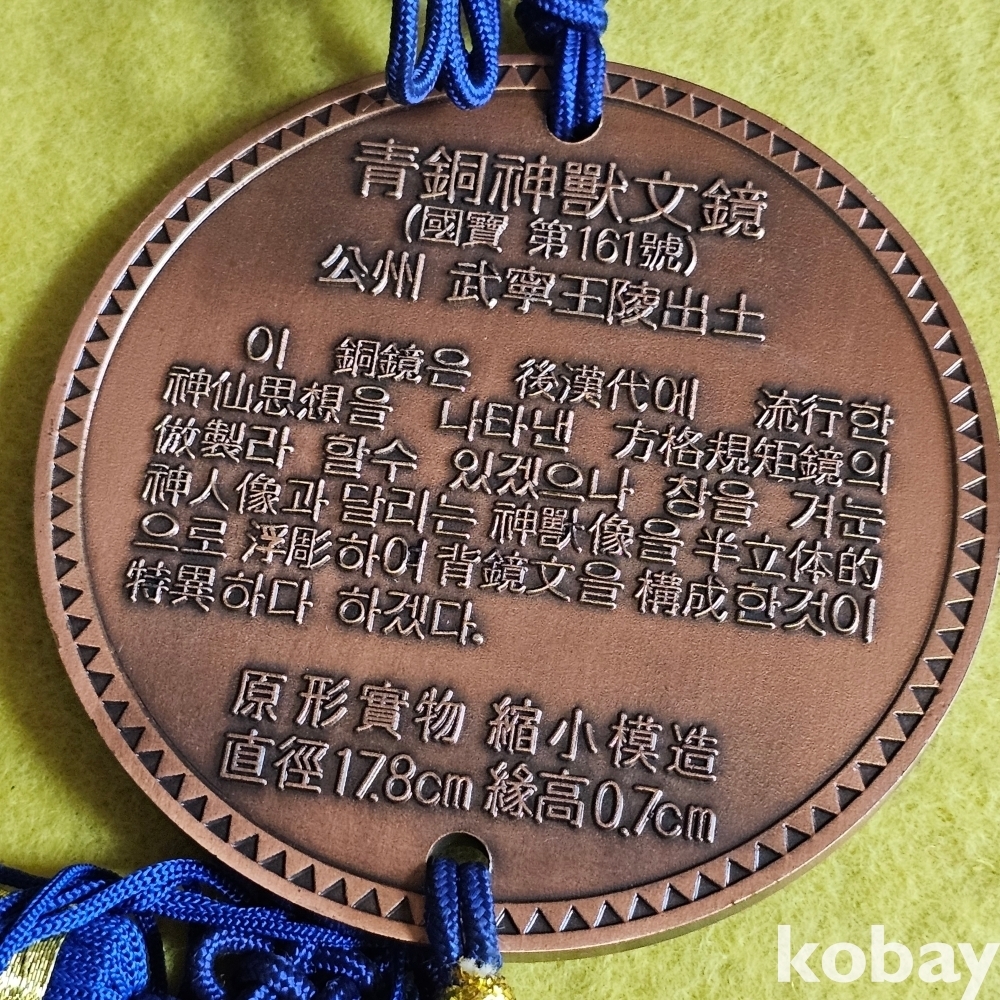 青銅神獸文鏡
(國寶 第161號)
公州 武寧王陵出土
이 銅鏡은 後漢代에 流行한
神仙思想을 나타낸 方格規矩鏡의
倣製라 할수 있겠으나 창을 겨눈
神人像과 달리는 神獸像을 半立体的
으로 浮彫하여 背鏡文을 構成한것이
特異하다 하겠다.
原形實物 縮小模造
直徑17.8cm 緣高0.7cm
kobay